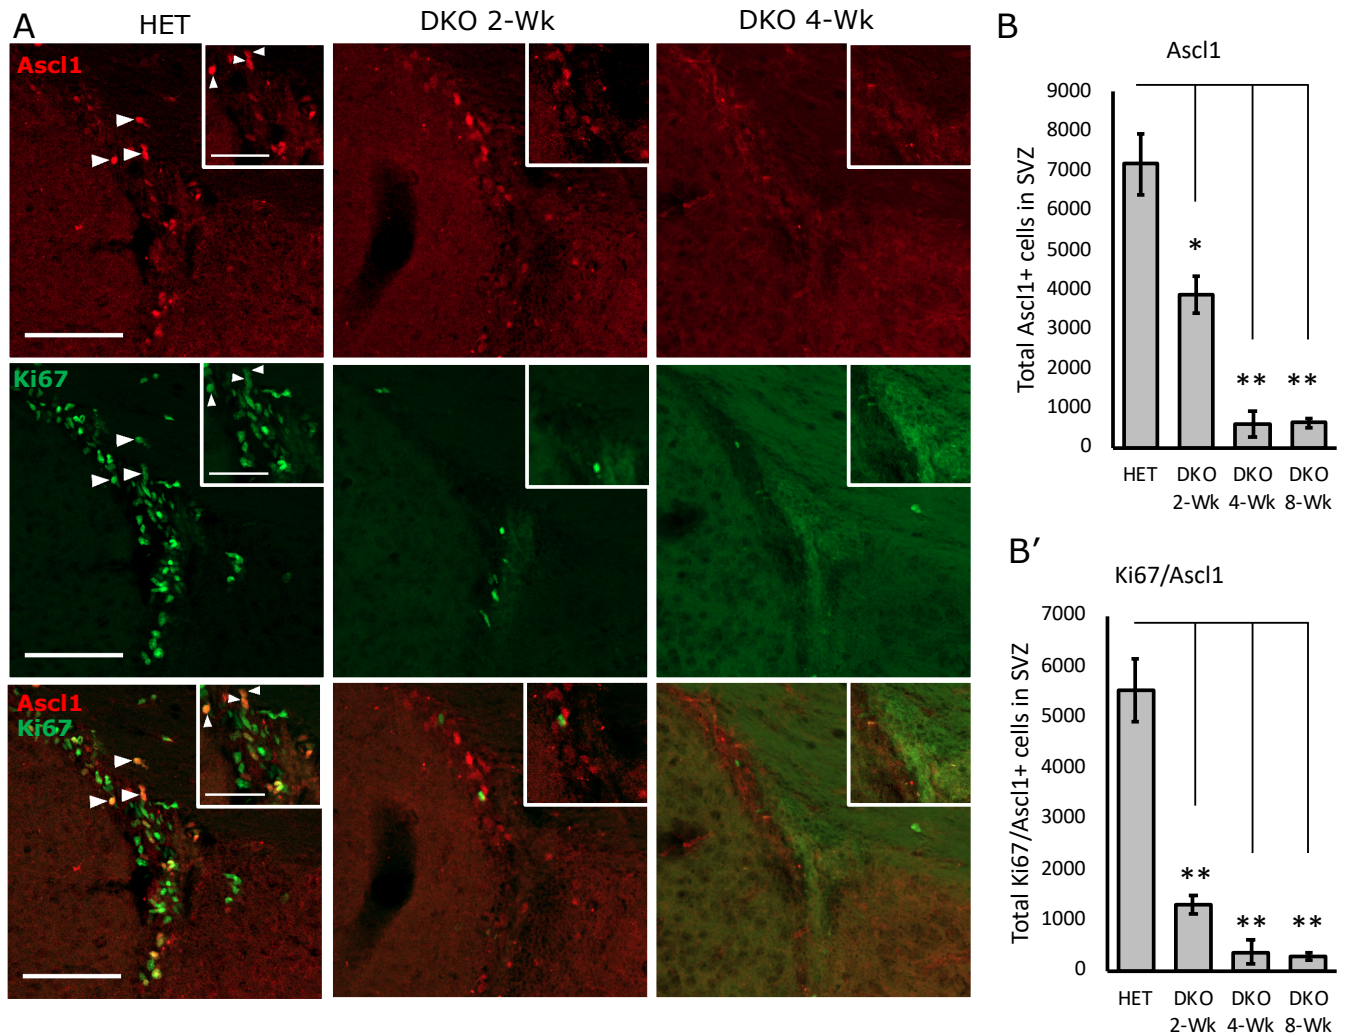 A
HET
DKO 2-Wk
DKO 4-Wk
Ascl1
Ki67
Ascl1
Ki67
B
Ascl1
Total Ascl1+ cells in SVZ
9000
8000
7000
6000
5000
4000
3000
2000
1000
0
*
**
**
HET
DKO 2-Wk
DKO 4-Wk
DKO 8-Wk
B′
Ki67/Ascl1
Total Ki67/Ascl1+ cells in SVZ
7000
6000
5000
4000
3000
2000
1000
0
**
**
**
HET
DKO 2-Wk
DKO 4-Wk
DKO 8-Wk